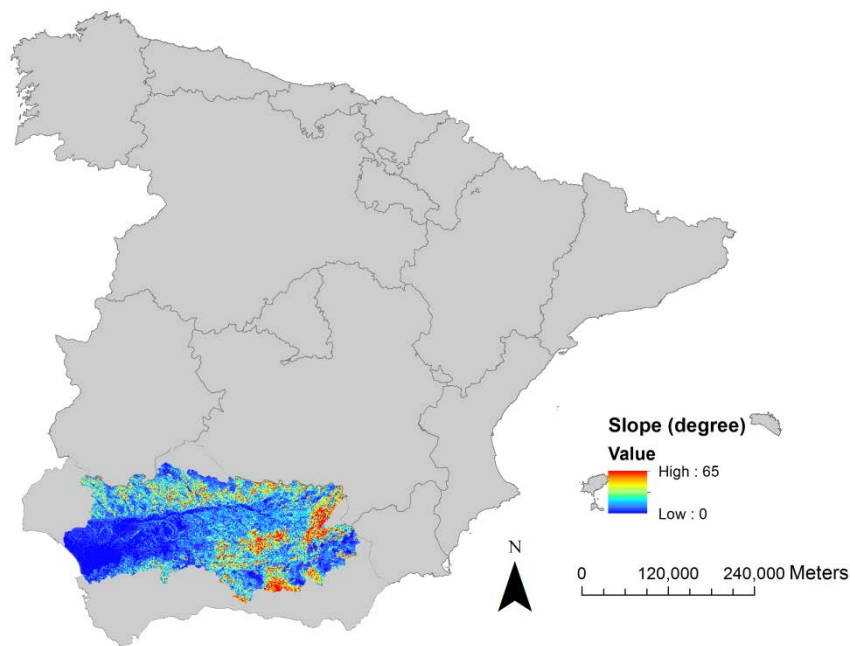 Slope (degree)
Value
High : 65
Low : 0
N
0 120,000 240,000 Meters